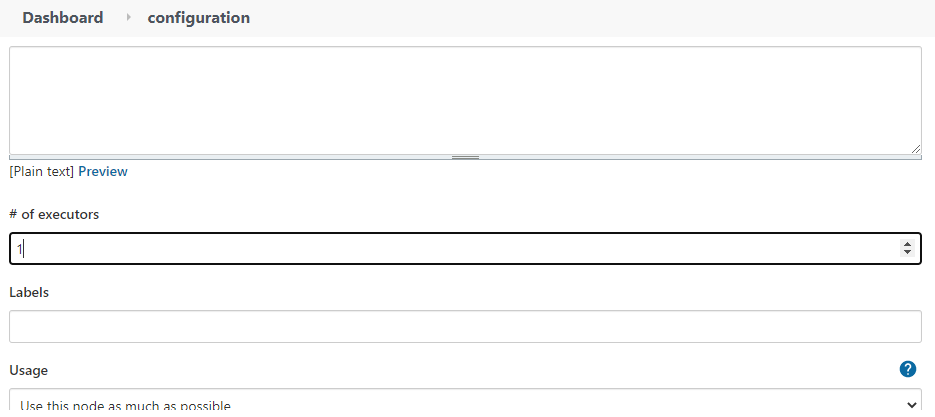 Dashboard configuration
[Plain text] Preview
# of executors
1
Labels
Usage ?
Use this node as much as possible